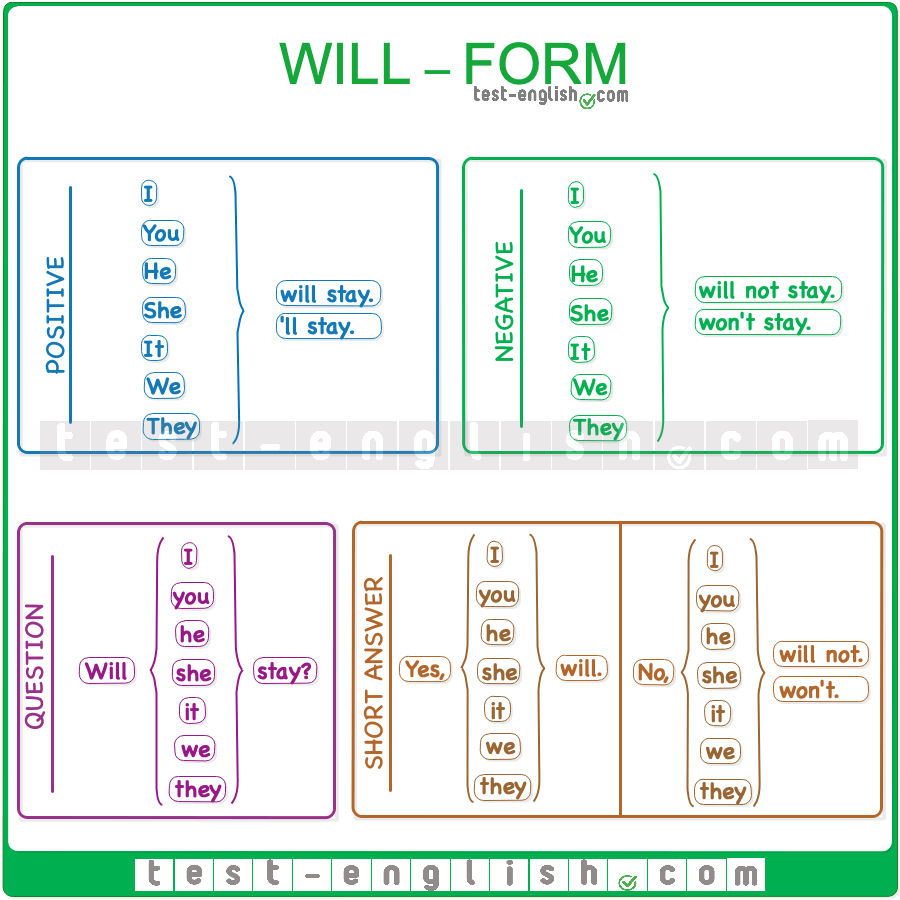 WILL – FORM
test-english.com
POSITIVE
I
You
He
She
It
We
They
will stay.
'll stay.
NEGATIVE
I
You
He
She
It
We
They
will not stay.
won't stay.
test-english.com
QUESTION
Will
I
you
he
she
it
we
they
stay?
SHORT ANSWER
Yes,
I
you
he
she
it
we
they
will.
No,
I
you
he
she
it
we
they
will not.
won't.
test-english.com